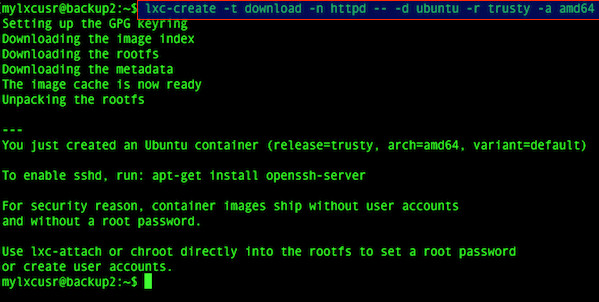 mylxcusr@backup2:~$ lxc-create -t download -n httpd -- -d ubuntu -r trusty -a amd64
Setting up the GPG keyring
Downloading the image index
Downloading the rootfs
Downloading the metadata
The image cache is now ready
Unpacking the rootfs
---
You just created an Ubuntu container (release=trusty, arch=amd64, variant=default)
To enable sshd, run: apt-get install openssh-server
For security reason, container images ship without user accounts
and without a root password.
Use lxc-attach or chroot directly into the rootfs to set a root password
or create user accounts.
mylxcusr@backup2:~$